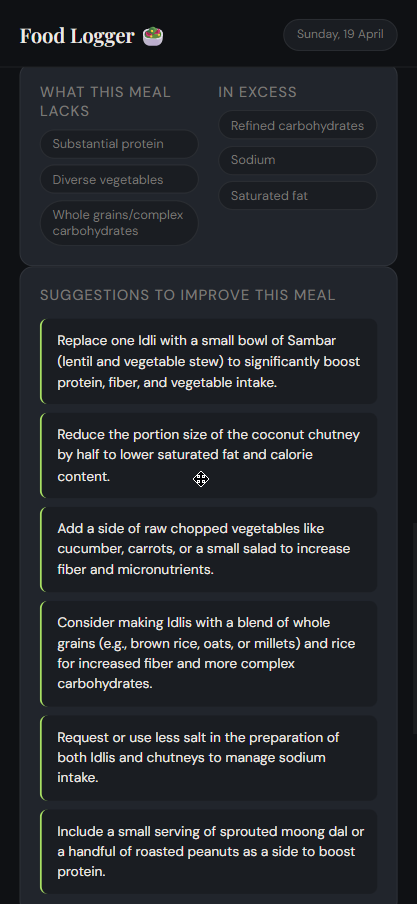 Food Logger 🥗
Sunday, 19 April
WHAT THIS MEAL
LACKS
Substantial protein
Diverse vegetables
Whole grains/complex
carbohydrates
IN EXCESS
Refined carbohydrates
Sodium
Saturated fat
SUGGESTIONS TO IMPROVE THIS MEAL
Replace one Idli with a small bowl of Sambar
(lentil and vegetable stew) to significantly boost
protein, fiber, and vegetable intake.
Reduce the portion size of the coconut chutney
by half to lower saturated fat and calorie
content.
Add a side of raw chopped vegetables like
cucumber, carrots, or a small salad to increase
fiber and micronutrients.
Consider making Idlis with a blend of whole
grains (e.g., brown rice, oats, or millets) and rice
for increased fiber and more complex
carbohydrates.
Request or use less salt in the preparation of
both Idlis and chutneys to manage sodium
intake.
Include a small serving of sprouted moong dal or
a handful of roasted peanuts as a side to boost
protein.